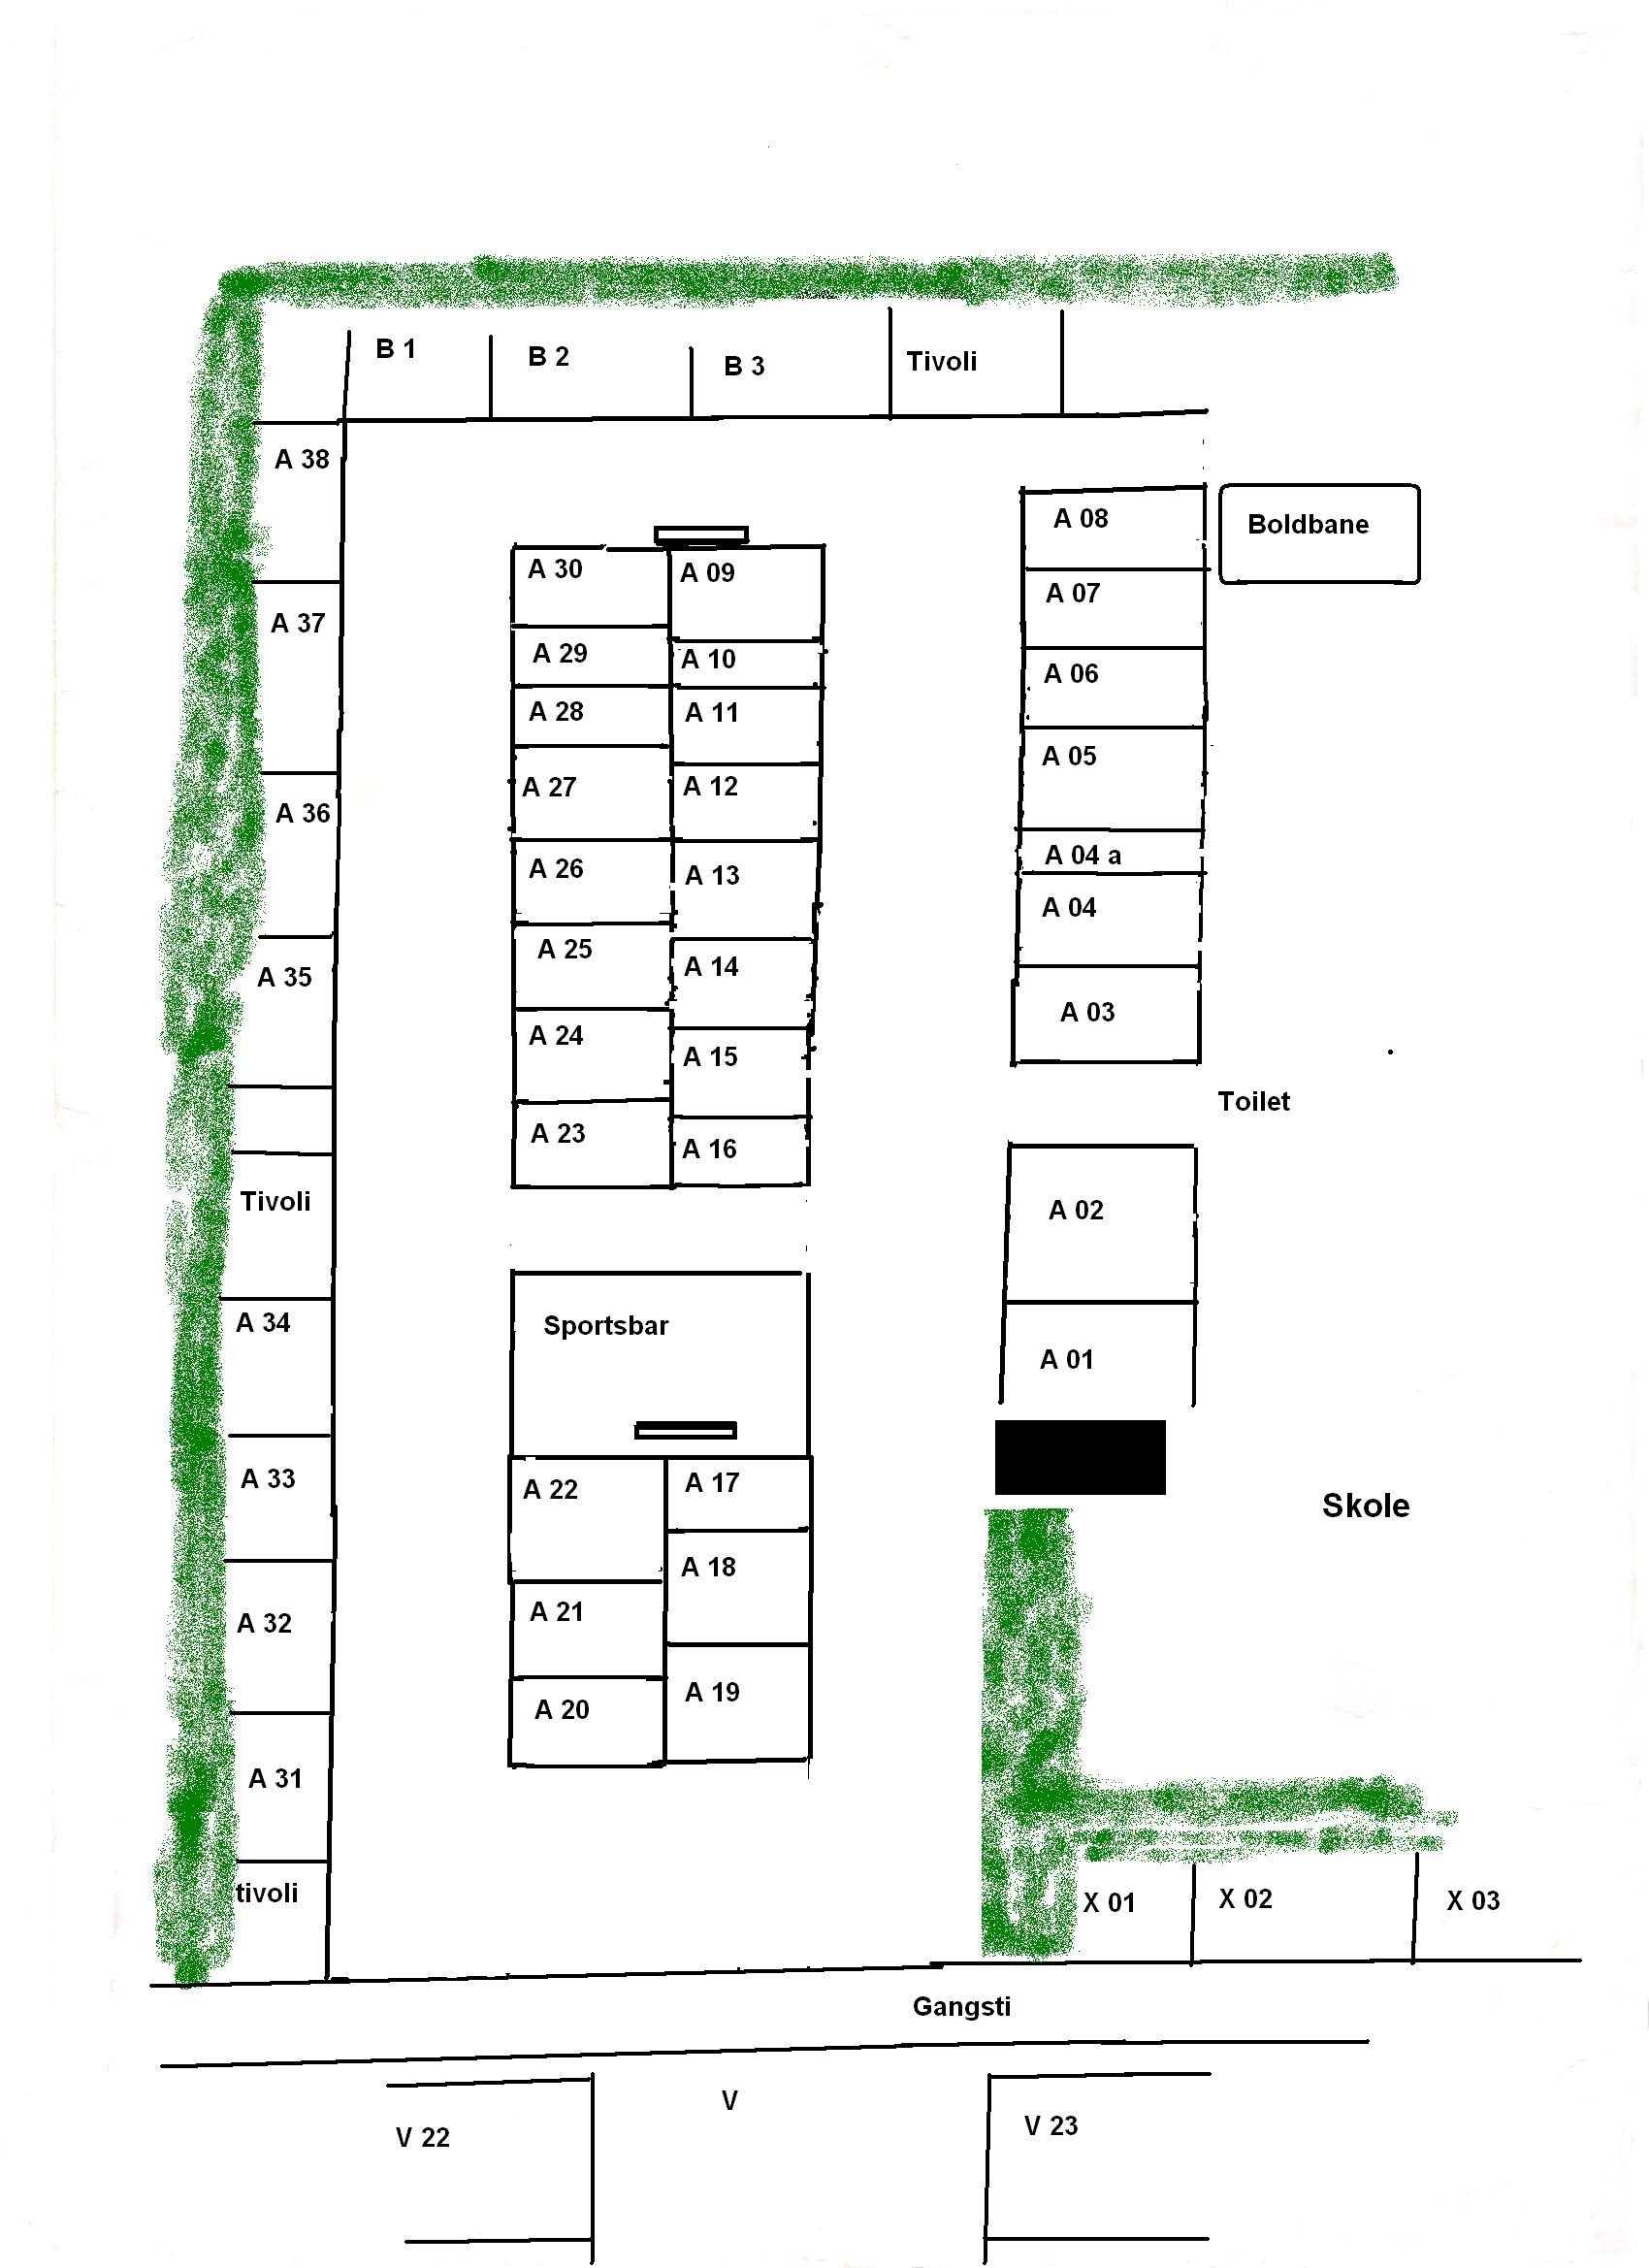 B 1
B 2
B 3
Tivoli
A 38
A 37
A 36
A 35
Tivoli
A 34
A 33
A 32
A 31
tivoli
A 30
A 29
A 28
A 27
A 26
A 25
A 24
A 23
A 09
A 10
A 11
A 12
A 13
A 14
A 15
A 16
Sportsbar
A 22
A 21
A 20
A 17
A 18
A 19
A 08
A 07
A 06
A 05
A 04 a
A 04
A 03
Boldbane
Toilet
A 02
A 01
Skole
X 01
X 02
X 03
Gangsti
V 22
V
V 23